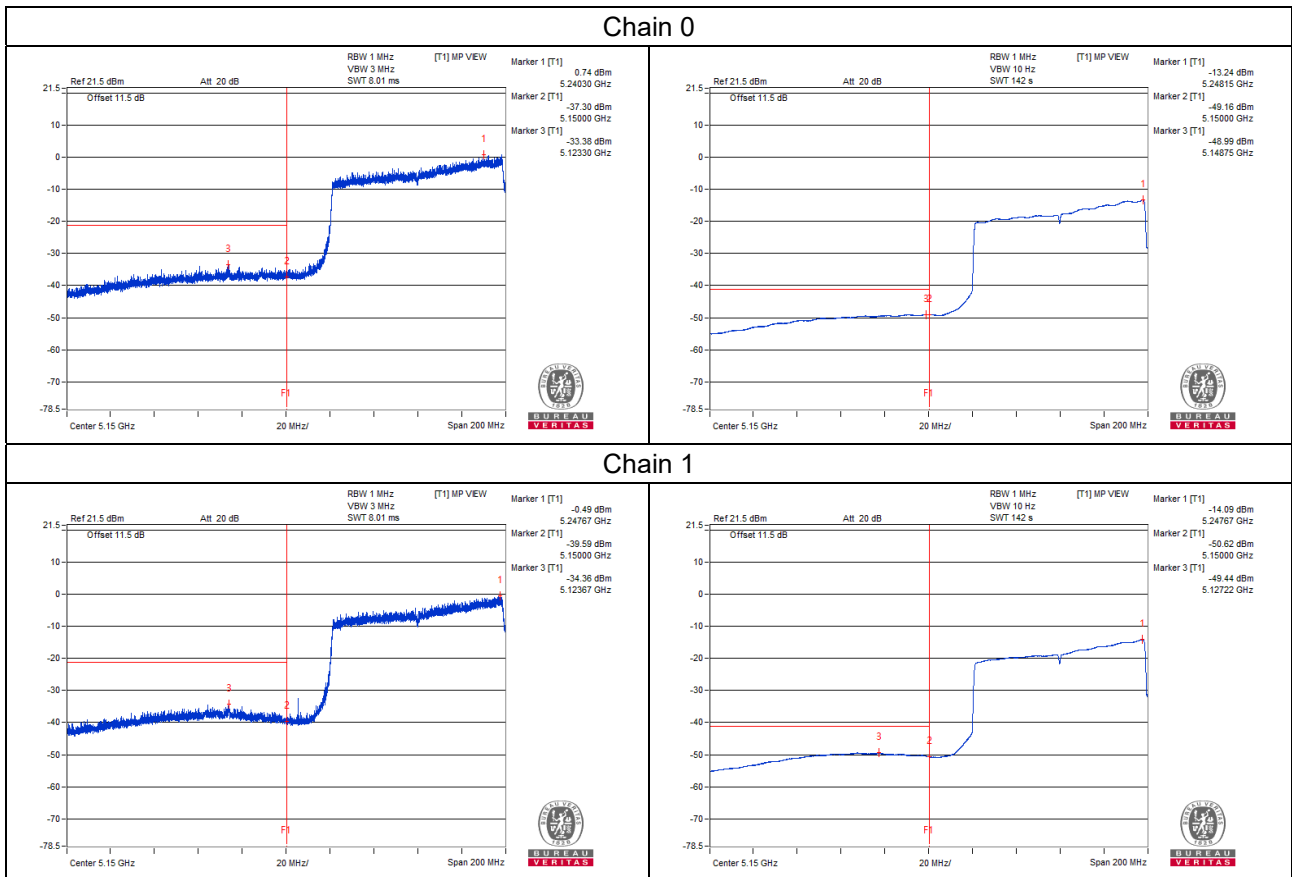 Chain 0
RBW 1 MHz [T1] MP VIEW
VBW 3 MHz
Ref 21.5 dBm Att 20 dB SWT 8.01 ms
Offset 11.5 dB
Marker 1 [T1]
0.74 dBm
5.24030 GHz
Marker 2 [T1]
-37.30 dBm
5.15000 GHz
Marker 3 [T1]
-33.38 dBm
5.12330 GHz
21.5
10
0
-10
-20
-30
-40
-50
-60
-70
-78.5
1
3
2
F1
Center 5.15 GHz 20 MHz/ Span 200 MHz
BUREAU VERITAS
1828
BUREAU
VERITAS
RBW 1 MHz [T1] MP VIEW
VBW 10 Hz
Ref 21.5 dBm Att 20 dB SWT 142 s
Offset 11.5 dB
Marker 1 [T1]
-13.24 dBm
5.24815 GHz
Marker 2 [T1]
-49.16 dBm
5.15000 GHz
Marker 3 [T1]
-48.99 dBm
5.14875 GHz
21.5
10
0
-10
-20
-30
-40
-50
-60
-70
-78.5
1
32
F1
Center 5.15 GHz 20 MHz/ Span 200 MHz
BUREAU VERITAS
1828
BUREAU
VERITAS
Chain 1
RBW 1 MHz [T1] MP VIEW
VBW 3 MHz
Ref 21.5 dBm Att 20 dB SWT 8.01 ms
Offset 11.5 dB
Marker 1 [T1]
-0.49 dBm
5.24767 GHz
Marker 2 [T1]
-39.59 dBm
5.15000 GHz
Marker 3 [T1]
-34.36 dBm
5.12367 GHz
21.5
10
0
-10
-20
-30
-40
-50
-60
-70
-78.5
1
3
2
F1
Center 5.15 GHz 20 MHz/ Span 200 MHz
BUREAU VERITAS
1828
BUREAU
VERITAS
RBW 1 MHz [T1] MP VIEW
VBW 10 Hz
Ref 21.5 dBm Att 20 dB SWT 142 s
Offset 11.5 dB
Marker 1 [T1]
-14.09 dBm
5.24767 GHz
Marker 2 [T1]
-50.62 dBm
5.15000 GHz
Marker 3 [T1]
-49.44 dBm
5.12722 GHz
21.5
10
0
-10
-20
-30
-40
-50
-60
-70
-78.5
1
3
2
F1
Center 5.15 GHz 20 MHz/ Span 200 MHz
BUREAU VERITAS
1828
BUREAU
VERITAS